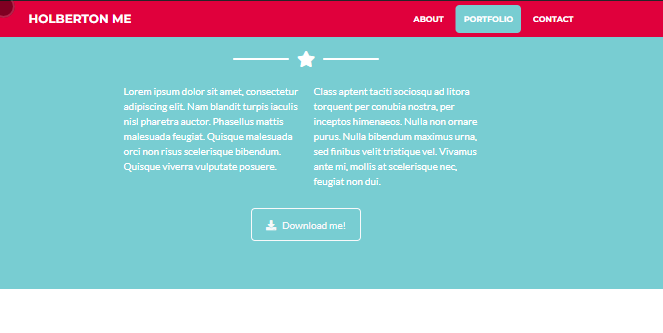 HOLBERTON ME
ABOUT
PORTFOLIO
CONTACT
Lorem ipsum dolor sit amet, consectetur
adipiscing elit. Nam blandit turpis iaculis
nisl pharetra auctor. Phasellus mattis
malesuada feugiat. Quisque malesuada
orci non risus scelerisque bibendum.
Quisque viverra vulputate posuere.
Class aptent taciti sociosqu ad litora
torquent per conubia nostra, per
inceptos himenaeos. Nulla non ornare
purus. Nulla bibendum maximus urna,
sed finibus velit tristique vel. Vivamus
ante mi, mollis at scelerisque nec,
feugiat non dui.
Download me!